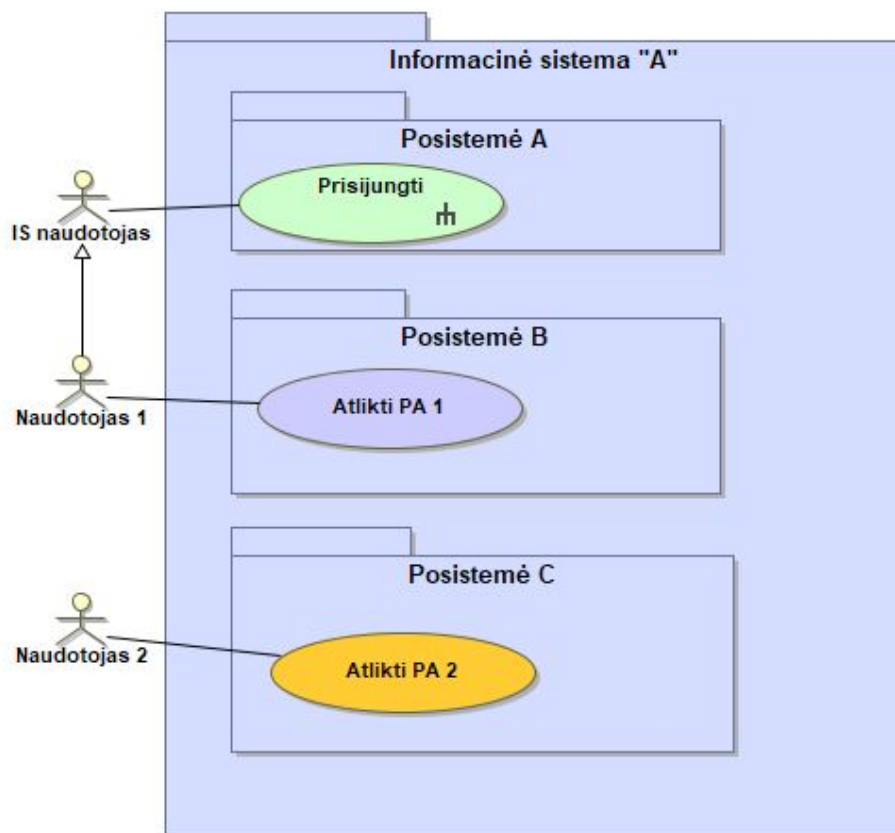 Informacinė sistema "A"
Posistemė A
Prisijungti
IS naudotojas
Posistemė B
Atlikti PA 1
Naudotojas 1
Posistemė C
Naudotojas 2
Atlikti PA 2